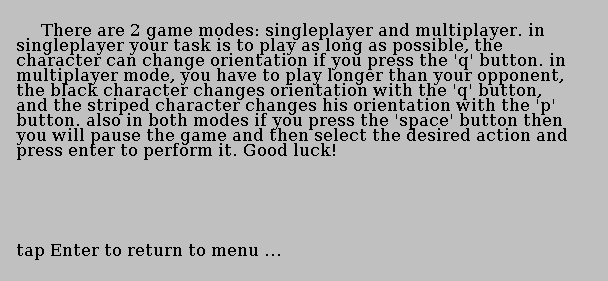 There are 2 game modes: singleplayer and multiplayer. in
singleplayer your task is to play as long as possible, the
character can change orientation if you press the 'q' button. in
multiplayer mode, you have to play longer than your opponent,
the black character changes orientation with the 'q' button,
and the striped character changes his orientation with the 'p'
button. also in both modes if you press the 'space' button then
you will pause the game and then select the desired action and
press enter to perform it. Good luck!
tap Enter to return to menu ...